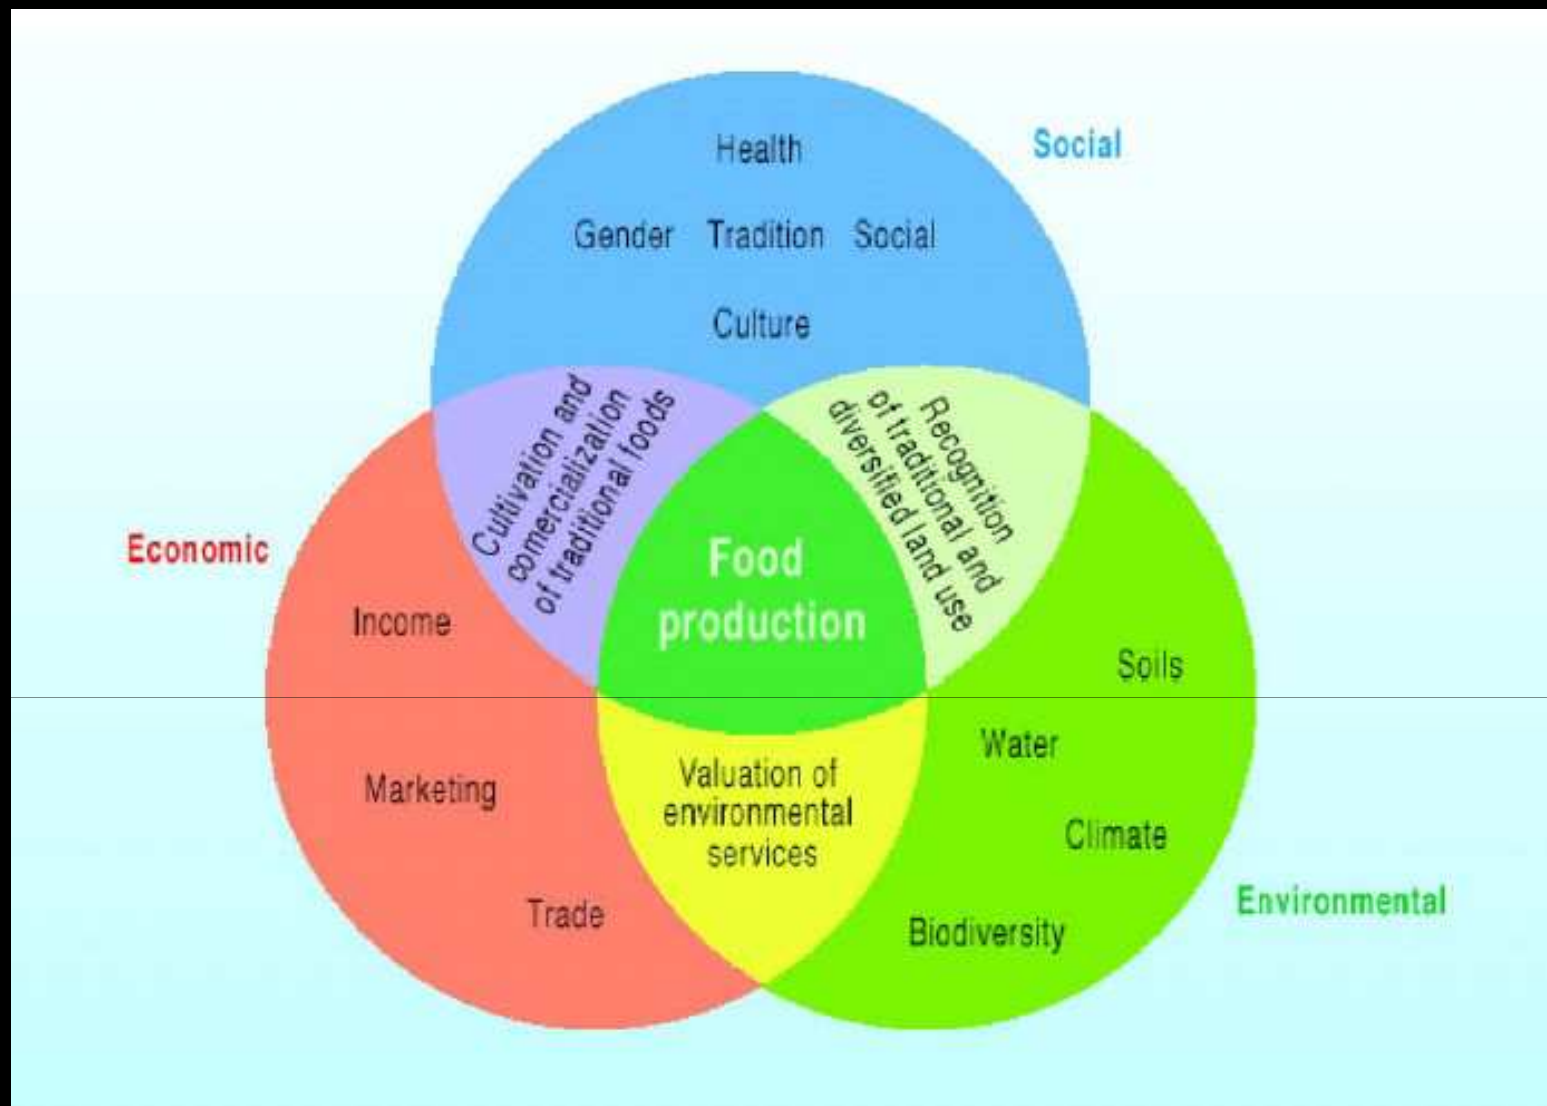 Health
Social
Gender Tradition Social
Culture
Cultivation and
comercialization
of traditional foods
Recognition
of traditional and
diversified land use
Economic
Food
production
Income
Soils
Water
Marketing
Valuation of
environmental
services
Climate
Trade
Biodiversity
Environmental